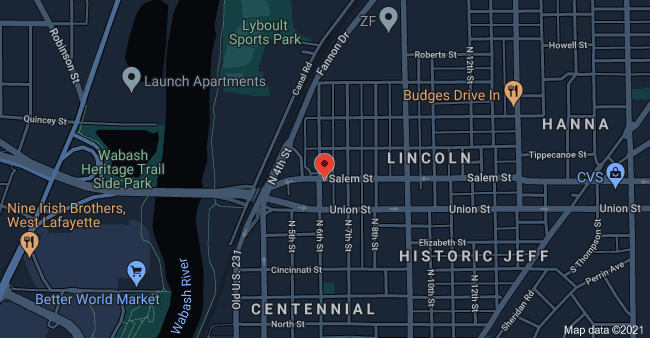 Lyboult
Sports Park
ZF
Howell St
Roberts St
Robinson St
Canal Rd
Fannon Dr
N 12th St
Launch Apartments
Budges Drive In
Quincey St
HANNA
Wabash
Heritage Trail
Side Park
N 4th St
LINCOLN
Tippecanoe St
Salem St
Salem St
CVS
Nine Irish Brothers,
West Lafayette
Union St
Union St
Union St
N 5th St
N 6th St
N 7th St
N 8th St
Elizabeth St
S Thompson St
Old U.S. 231
HISTORIC JEFF
Cincinnati St
N 10th St
N 12th St
Perrin Ave
Better World Market
Wabash River
CENTENNIAL
Sheridan Rd
North St
Map data ©2021